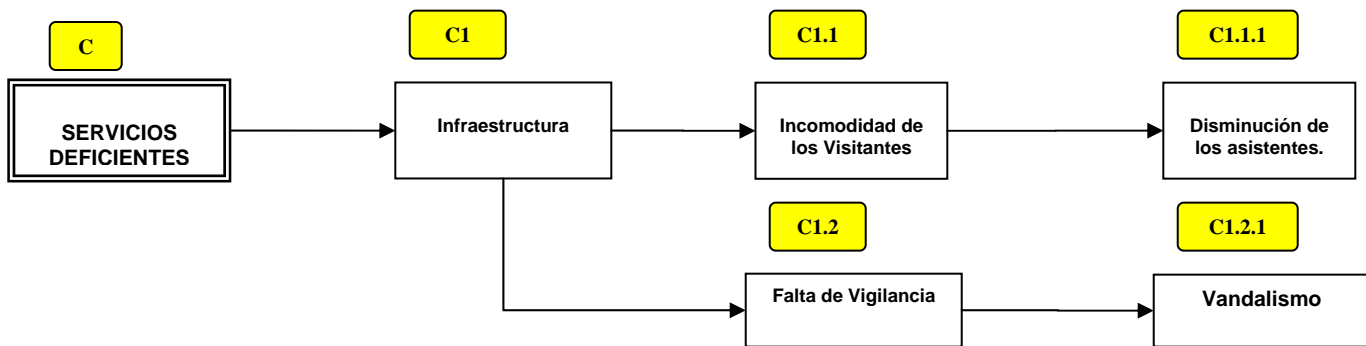 C
C1
C1.1
C1.1.1
SERVICIOS
DEFICIENTES
Infraestructura
Incomodidad de
los Visitantes
Disminución de
los asistentes.
C1.2
C1.2.1
Falta de Vigilancia
Vandalismo